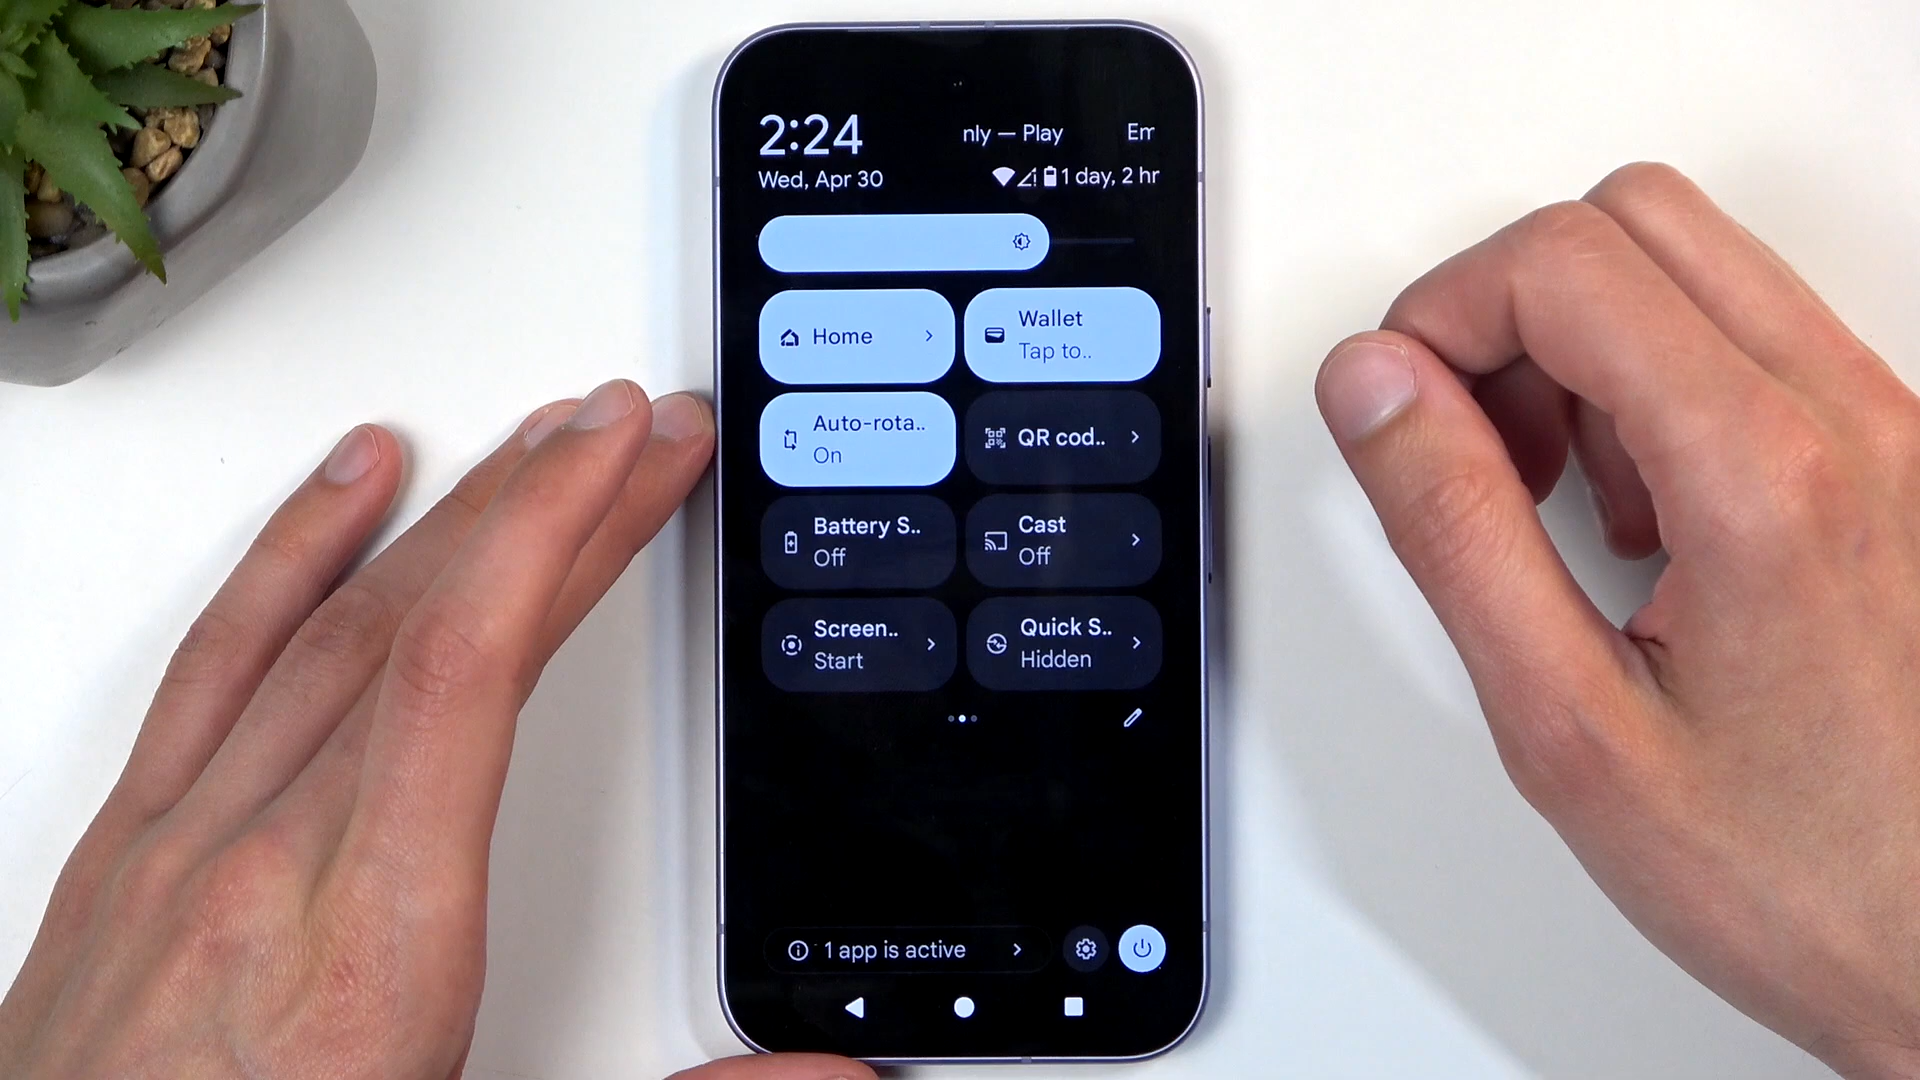 2:24
nly — Play Em
Wed, Apr 30
1 day, 2 hr
Home
Wallet
Tap to..
Auto-rota..
On
QR cod..
Battery S..
Off
Cast
Off
Screen..
Start
Quick S..
Hidden
1 app is active